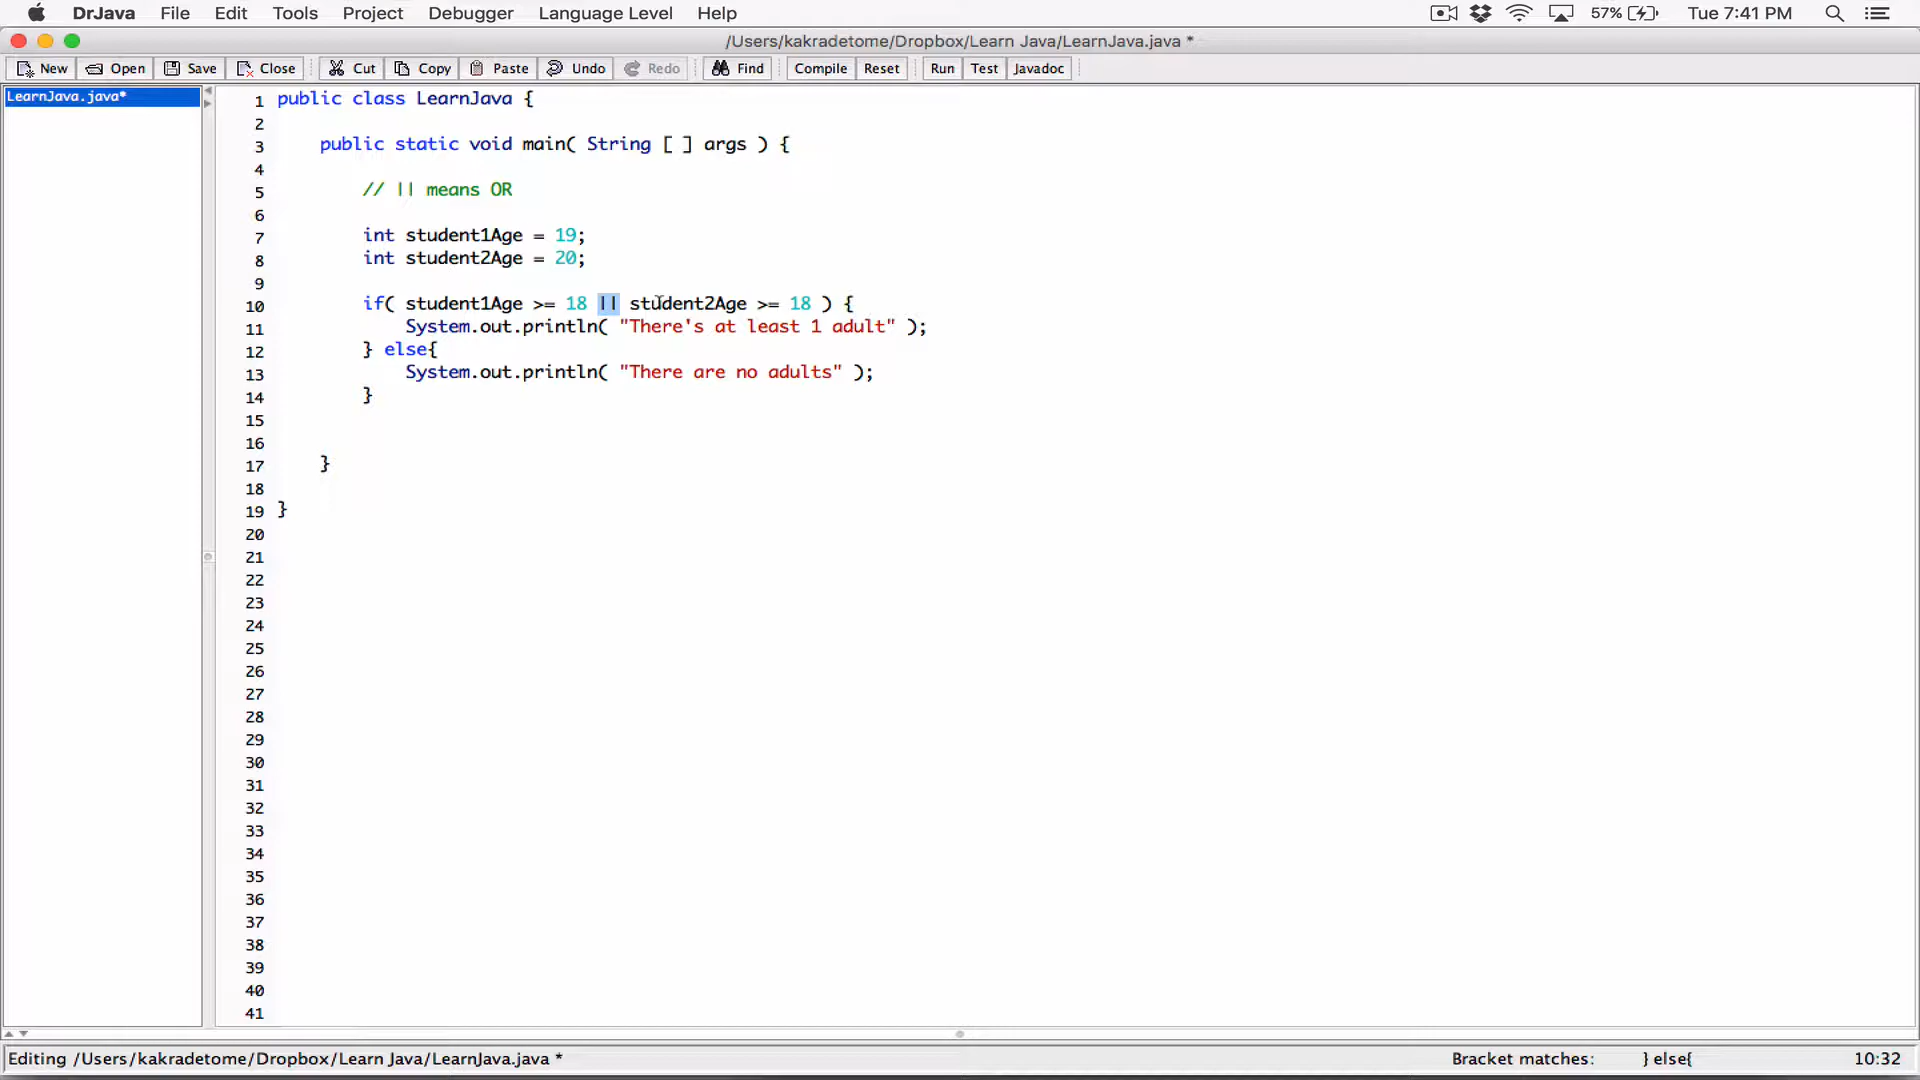 DrJava File Edit Tools Project Debugger Language Level Help 57% Tue 7:41 PM
/Users/kakradetome/Dropbox/Learn Java/LearnJava.java *
New Open Save Close Cut Copy Paste Undo Redo Find Compile Reset Run Test Javadoc
LearnJava.java*
1 public class LearnJava {
2
3 public static void main( String [ ] args ) {
4
5 // || means OR
6
7 int student1Age = 19;
8 int student2Age = 20;
9
10 if( student1Age >= 18 || student2Age >= 18 ) {
11 System.out.println( "There's at least 1 adult" );
12 } else{
13 System.out.println( "There are no adults" );
14 }
15
16
17 }
18
19 }
20
21
22
23
24
25
26
27
28
29
30
31
32
33
34
35
36
37
38
39
40
41
Editing /Users/kakradetome/Dropbox/Learn Java/LearnJava.java * Bracket matches: } else{ 10:32